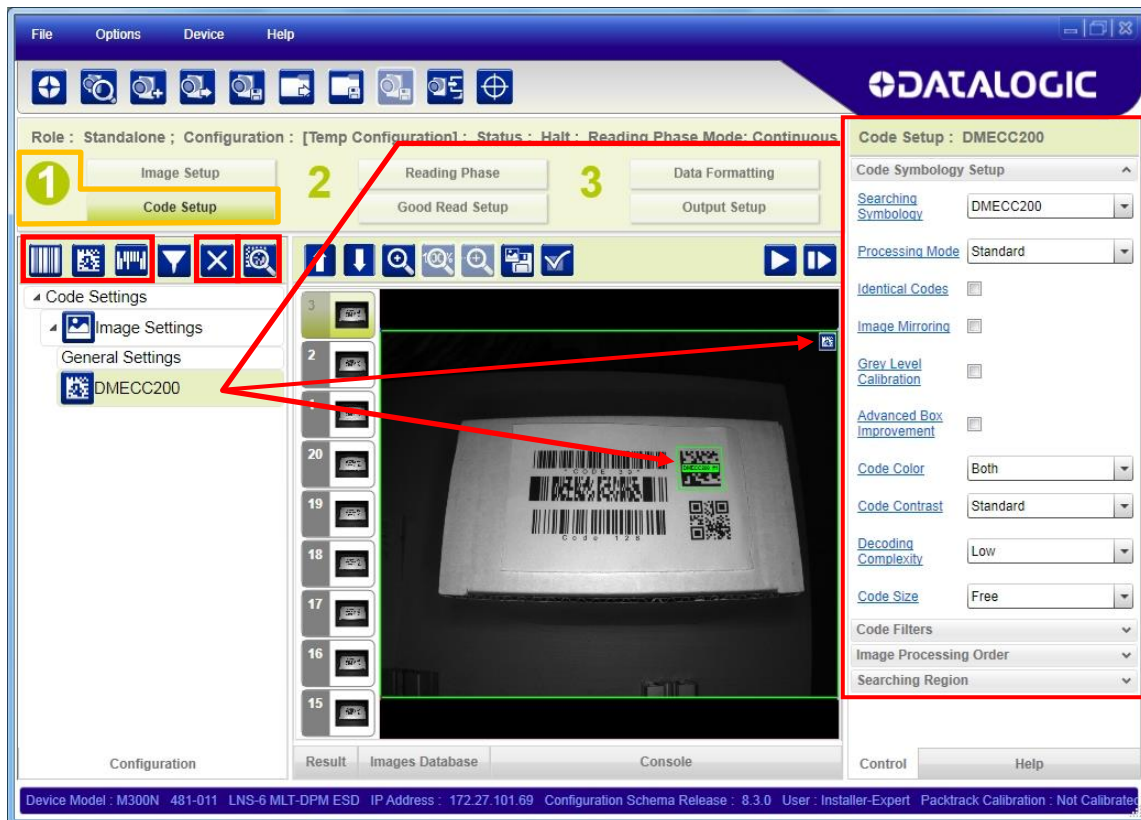 File Options Device Help
DATALOGIC
Role : Standalone ; Configuration : [Temp Configuration] ; Status : Halt ; Reading Phase Mode: Continuous
1 Image Setup
Code Setup
2 Reading Phase
Good Read Setup
3 Data Formatting
Output Setup
Code Settings
Image Settings
General Settings
DMECC200
100%
3
2
20
19
18
17
16
15
"CODE 39"
DMECC200
Code 128
Code Setup : DMECC200
Code Symbology Setup
Searching Symbology DMECC200
Processing Mode Standard
Identical Codes
Image Mirroring
Grey Level Calibration
Advanced Box Improvement
Code Color Both
Code Contrast Standard
Decoding Complexity Low
Code Size Free
Code Filters
Image Processing Order
Searching Region
Configuration
Result Images Database Console
Control Help
Device Model : M300N 481-011 LNS-6 MLT-DPM ESD IP Address : 172.27.101.69 Configuration Schema Release : 8.3.0 User : Installer-Expert Packtrack Calibration : Not Calibrated